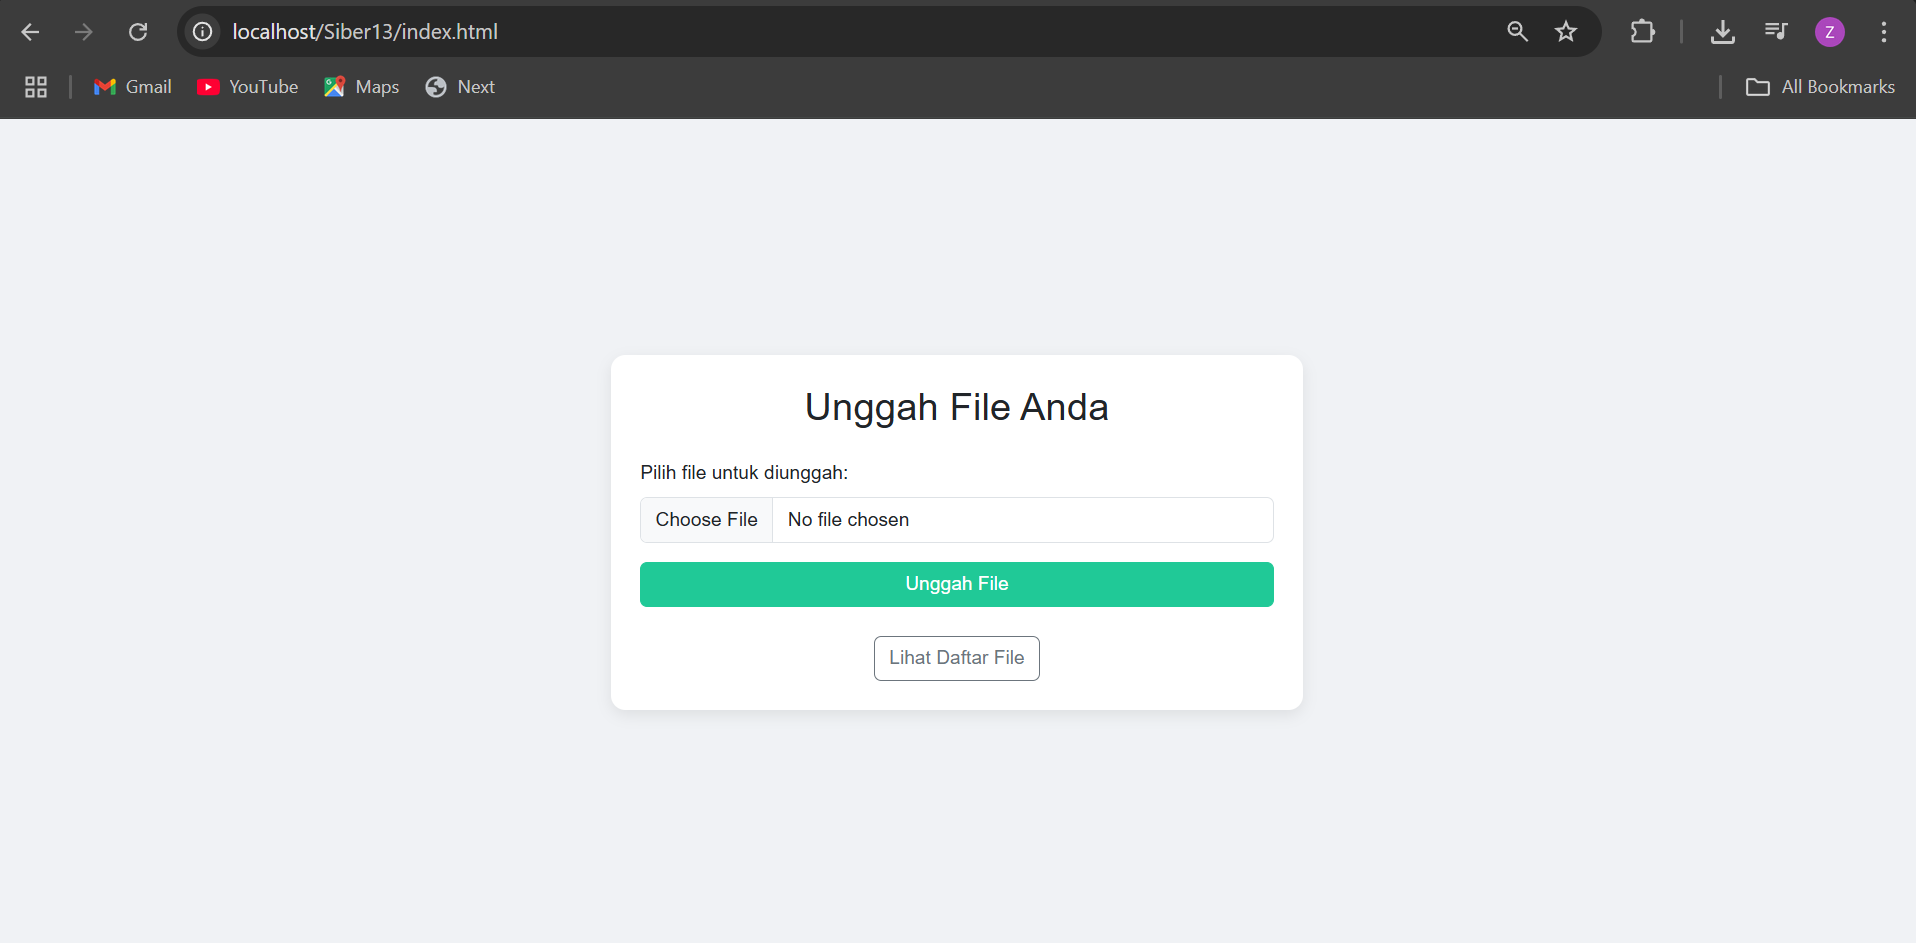 localhost/Siber13/index.html
Z
Gmail
YouTube
Maps
Next
All Bookmarks
Unggah File Anda
Pilih file untuk diunggah:
Choose File No file chosen
Unggah File
Lihat Daftar File